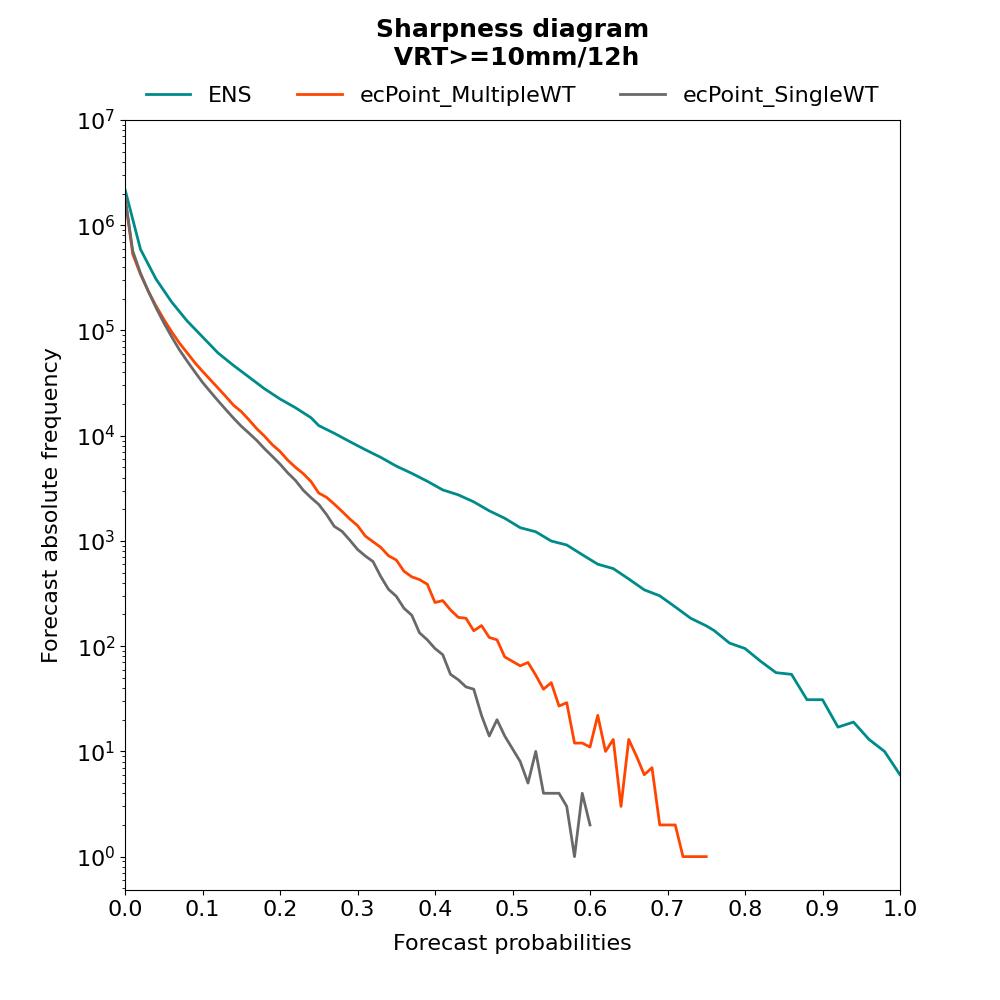 Sharpness diagram
VRT>=10mm/12h
ENS ecPoint_MultipleWT ecPoint_SingleWT
10⁷
10⁶
10⁵
10⁴
10³
10²
10¹
10⁰
Forecast absolute frequency
0.0 0.1 0.2 0.3 0.4 0.5 0.6 0.7 0.8 0.9 1.0
Forecast probabilities